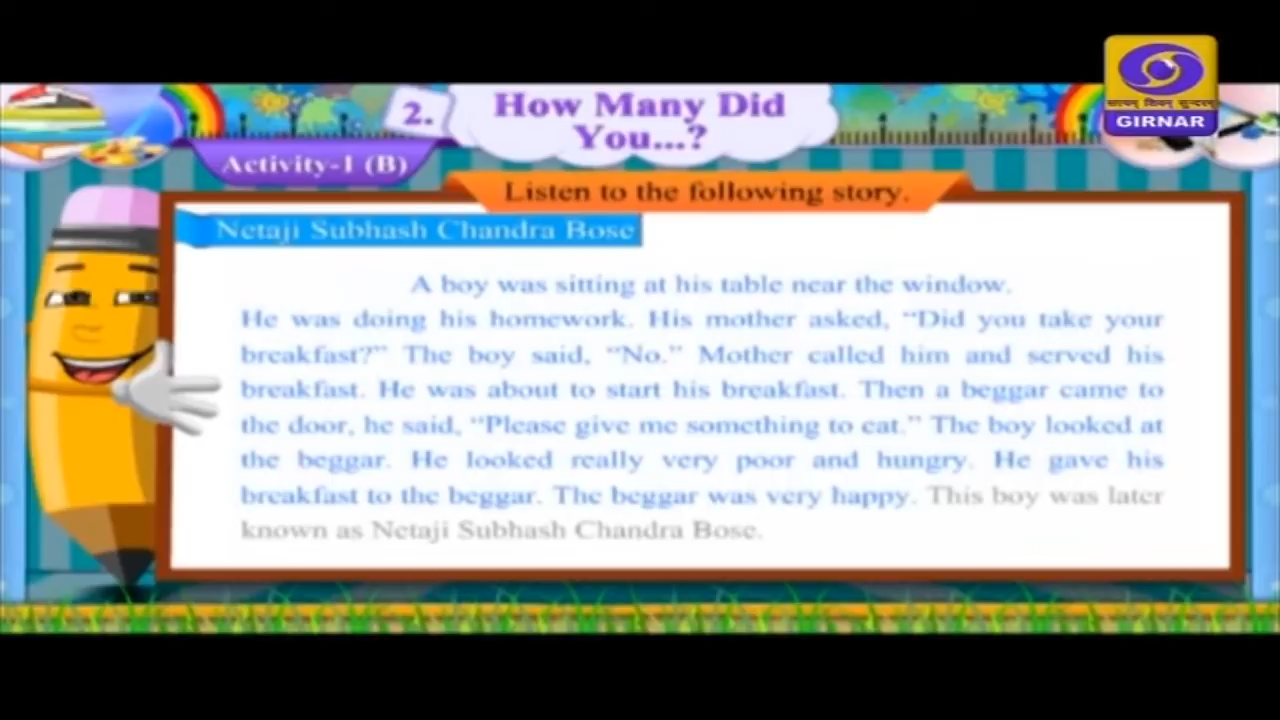 सत्यम् शिवम् सुन्दरम्
GIRNAR
2.
How Many Did
You...?
Activity-1 (B)
Listen to the following story.
Netaji Subhash Chandra Bose
A boy was sitting at his table near the window.
He was doing his homework. His mother asked, “Did you take your
breakfast?” The boy said, “No.” Mother called him and served his
breakfast. He was about to start his breakfast. Then a beggar came to
the door, he said, “Please give me something to eat.” The boy looked at
the beggar. He looked really very poor and hungry. He gave his
breakfast to the beggar. The beggar was very happy. This boy was later
known as Netaji Subhash Chandra Bose.